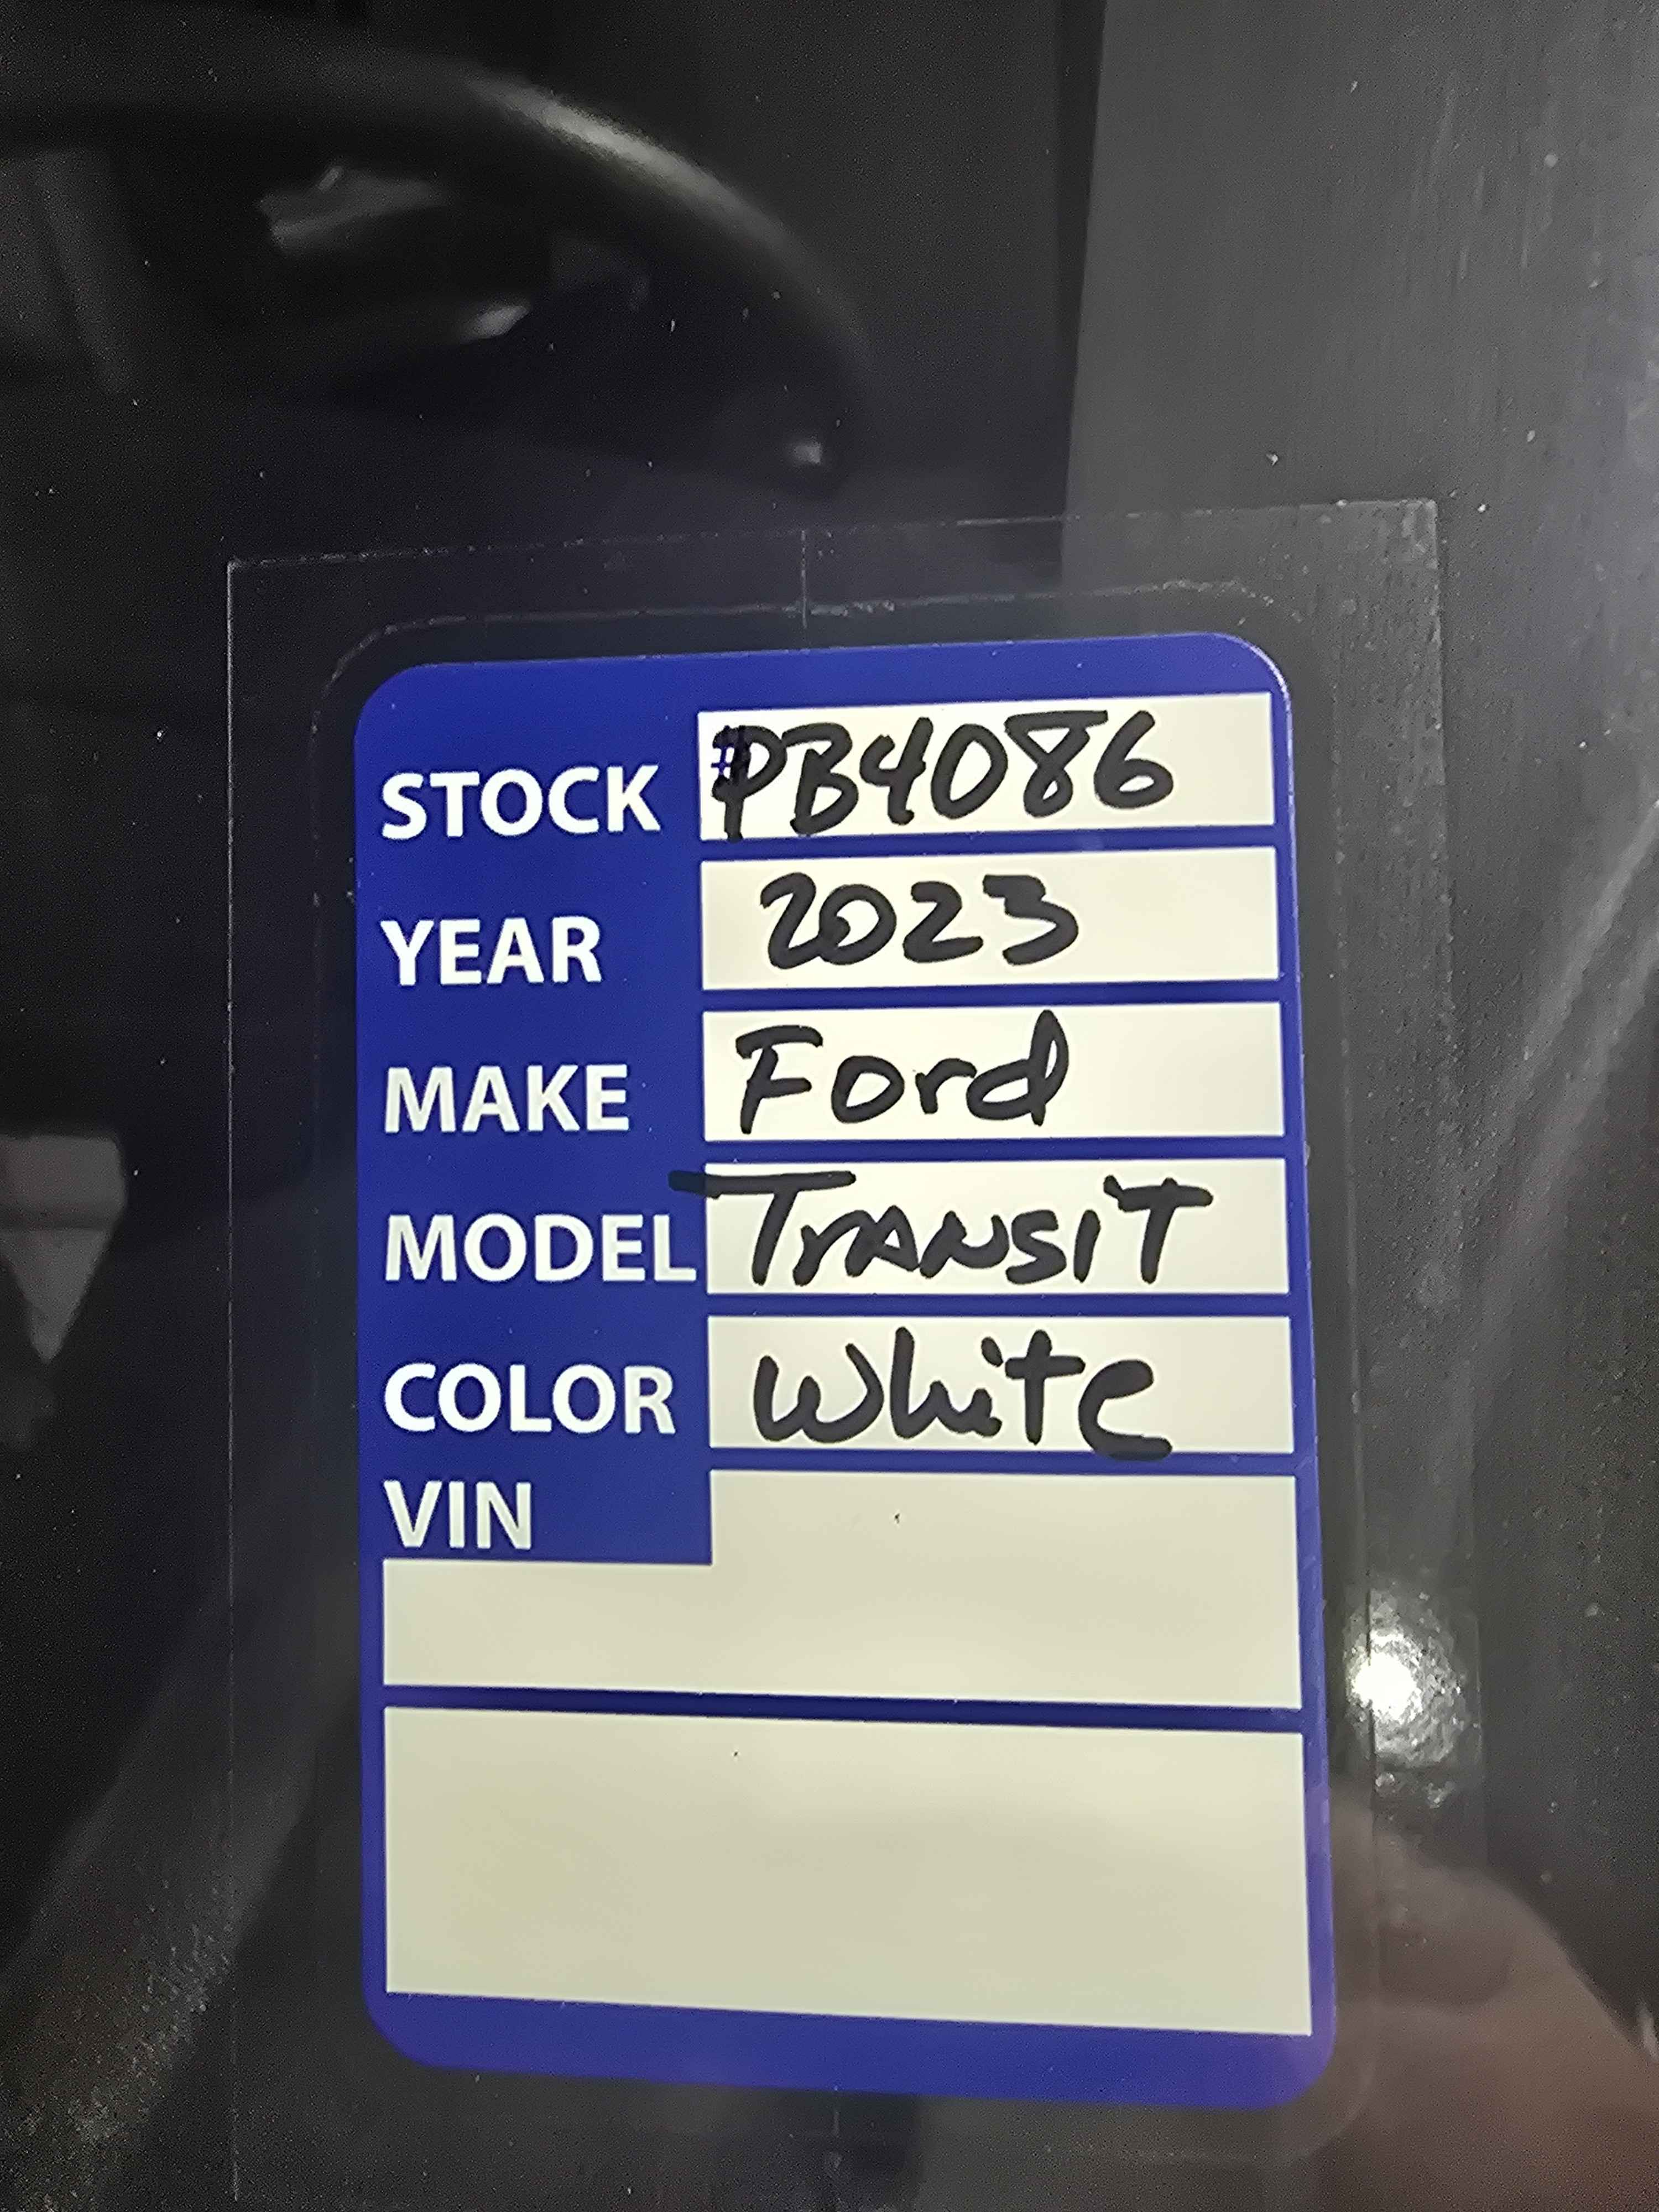 STOCK #PB4086
YEAR 2023
MAKE Ford
MODEL TrANSIT
COLOR White
VIN